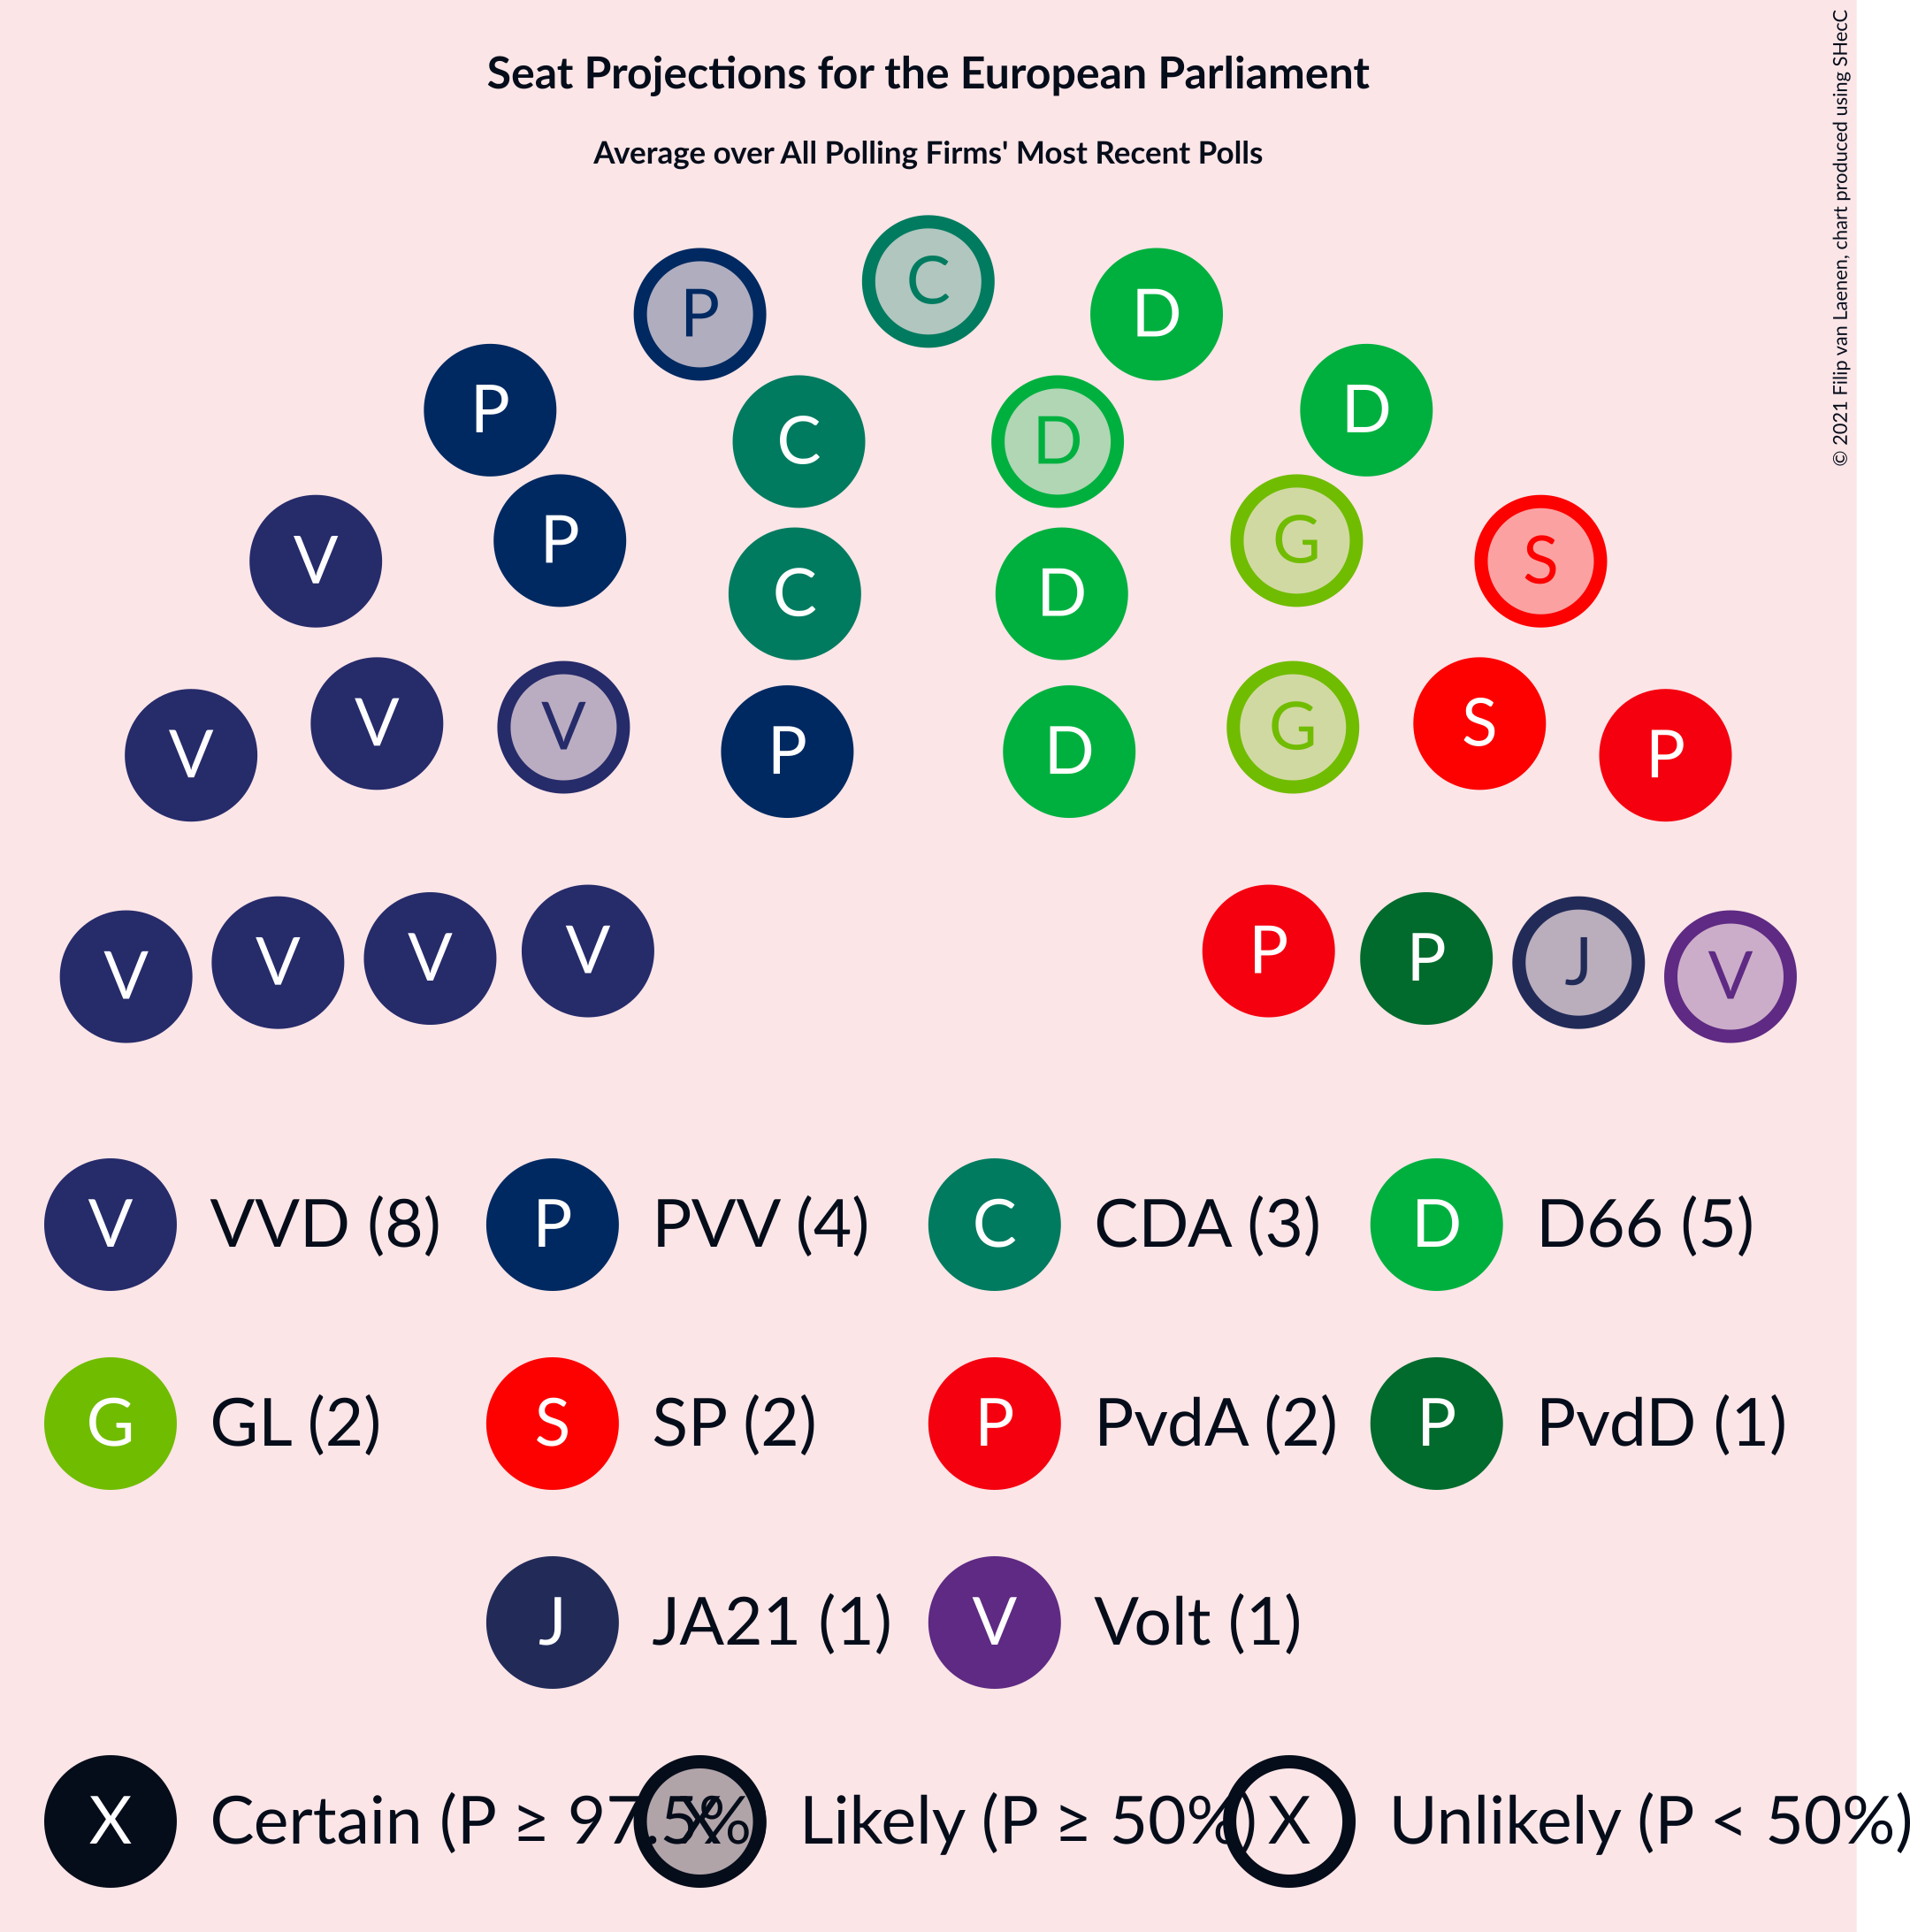 Seat Projections for the European Parliament
Average over All Polling Firms' Most Recent Polls
© 2021 Filip van Laenen, chart produced using SHecC
C
P D
P D
C D
V P G S
C D
V V V P D G S P
V V V V P P J V
V VVD (8) P PVV (4) C CDA (3) D D66 (5)
G GL (2) S SP (2) P PvdA (2) P PvdD (1)
J JA21 (1) V Volt (1)
X Certain (P ≥ 97.5% X Likely (P ≥ 50%) X Unlikely (P < 50%)